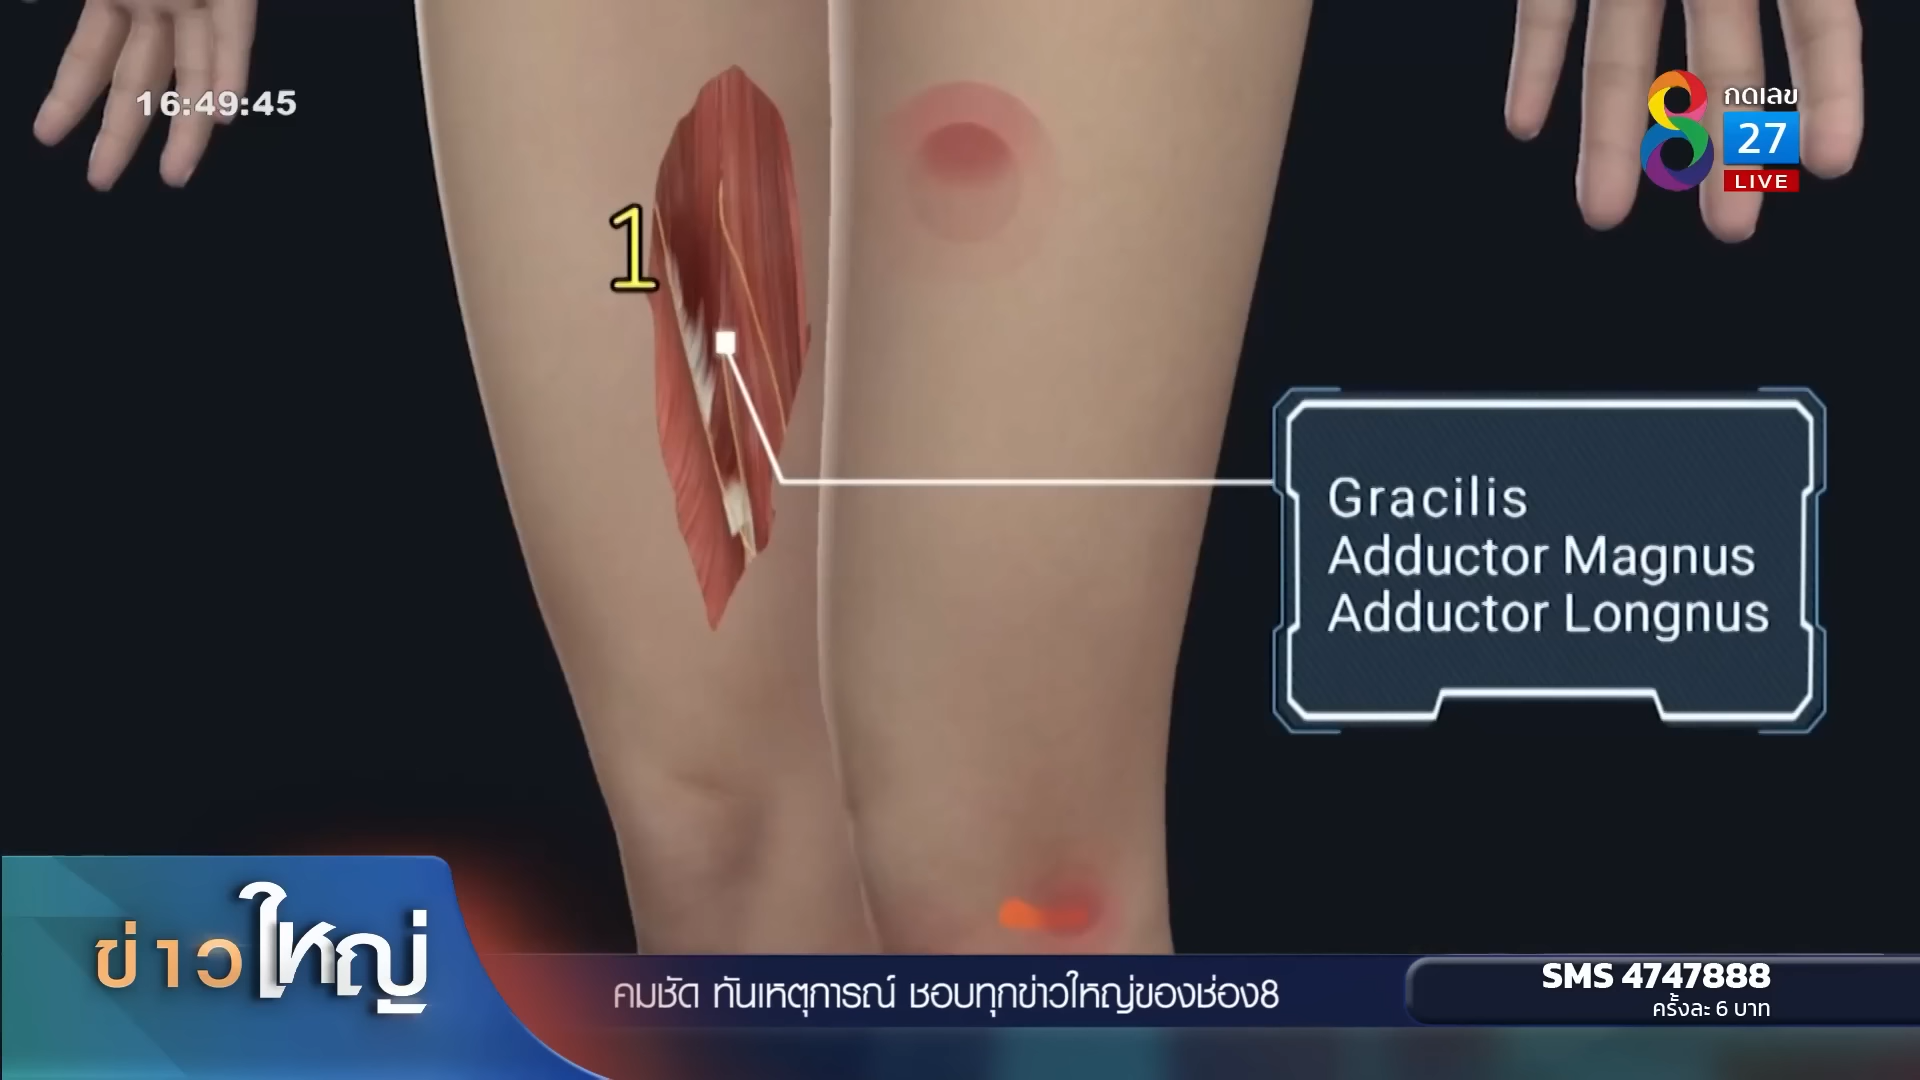 16:49:45
กดเลข
27
LIVE
1
Gracilis
Adductor Magnus
Adductor Longnus
ข่าวใหญ่
คมชัด ทันเหตุการณ์ ชอบทุกข่าวใหญ่ของช่อง8
SMS 4747888
ครั้งละ 6 บาท